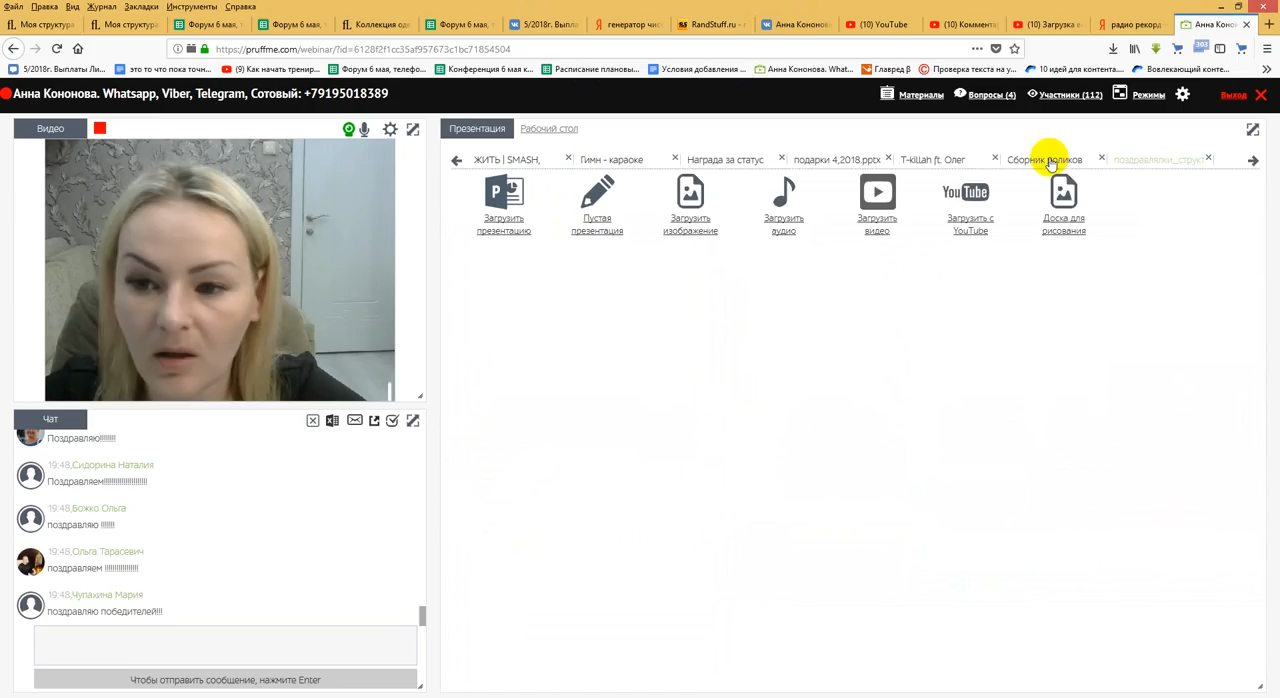 Файл Правка Вид Журнал Закладки Инструменты Справка
Моя структура Моя структура Форум 6 мая, т Форум 6 мая, Коллекция од Форум 6 мая, т 5/2018г. Выпл генератор чис RandStuff.ru - г Анна Кононов (10) YouTube (10) Коммента (10) Загрузка в радио рекорд Анна Конон
https://pruffme.com/webinar/?id=6128f2f1cc35af957673c1bc71854504
393
5/2018г. Выплаты Ли... это то что пока точн... (9) Как начать тренир... Форум 6 мая, телефо... Конференция 6 мая к... Расписание плановы... Условия добавления ... Анна Кононова. What... Главред β Проверка текста на у... 10 идей для контента.... Вовлекающий конте...
Анна Кононова. Whatsapp, Viber, Telegram, Сотовый: +79195018389
Материалы Вопросы (4) Участники (112) Режимы Выход
Видео
Презентация Рабочий стол
ЖИТЬ | SMASH, Гимн - караоке Награда за статус подарки 4,2018.pptx T-killah ft. Олег Сборник роликов поздревлялки_структ
Загрузить презентацию
Пустая презентация
Загрузить изображение
Загрузить аудио
Загрузить видео
YouTube
Загрузить с YouTube
Доска для рисования
Чат
Поздравляю!!!!!!!!
19:48,Сидорина Наталия
Поздравляем!!!!!!!!!!!!!!!!!!!!!!
19:48,Божко Ольга
поздравляю !!!!!!!
19:48,Ольга Тарасевич
поздравляем !!!!!!!!!!!!!!!!!
19:48,Чупахина Мария
поздравляю победителей!!!
Чтобы отправить сообщение, нажмите Enter